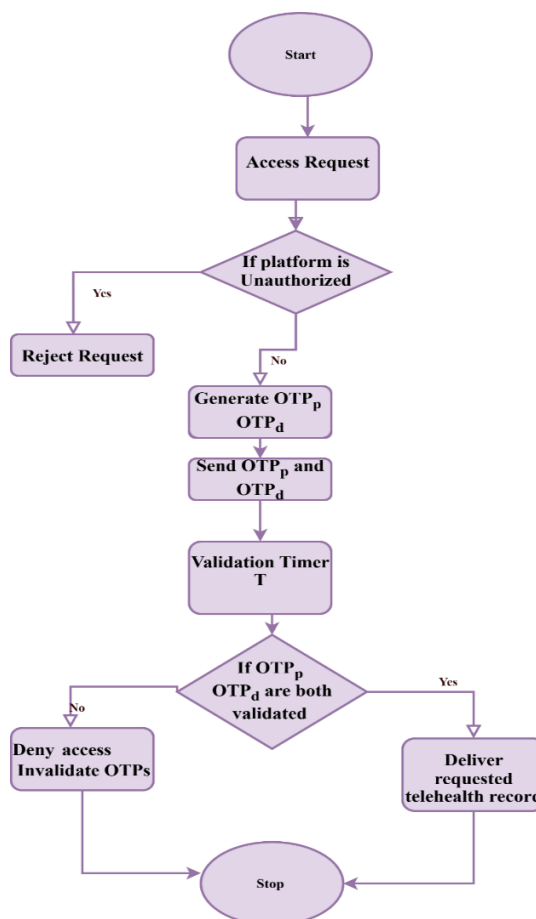 Start
Access Request
If platform is
Unauthorized
Yes
Reject Request
No
Generate OTPp
OTPd
Send OTPp and
OTPd
Validation Timer
T
If OTPp
OTPd are both
validated
No
Yes
Deny access
Invalidate OTPs
Deliver
requested
telehealth record
Stop